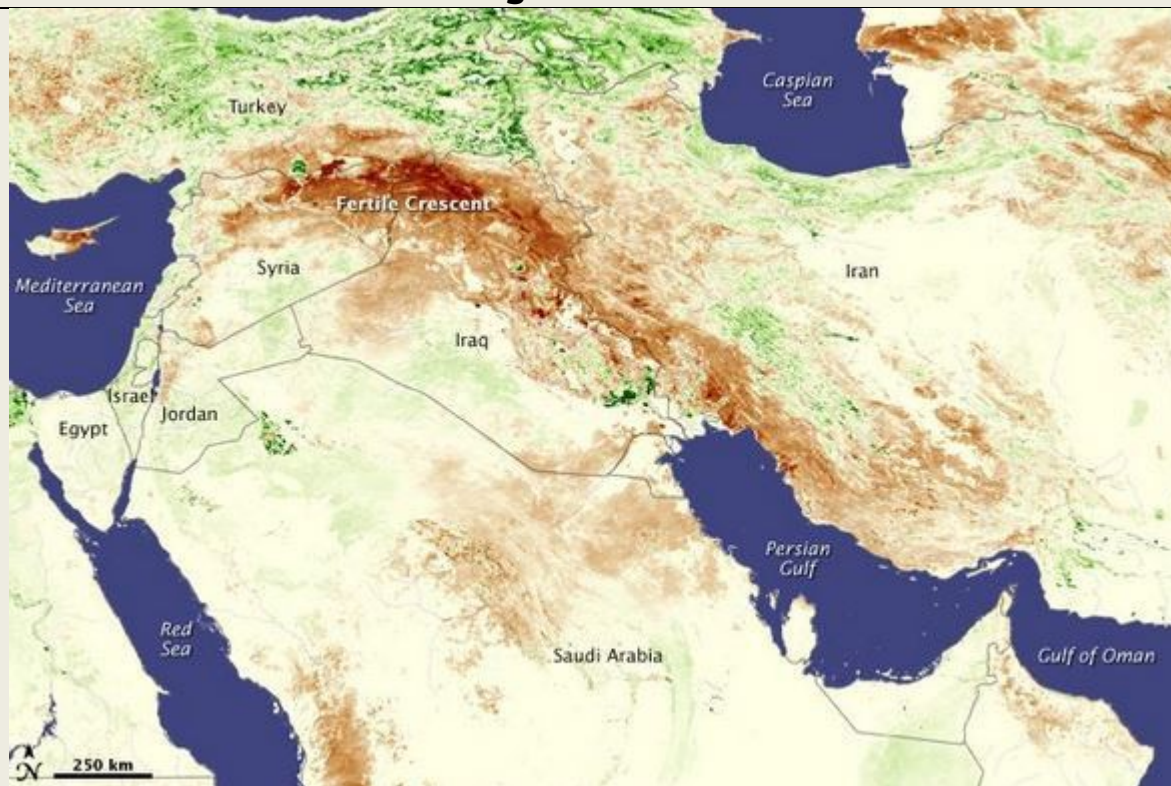 Caspian
Sea
Turkey
Fertile Crescent
Syria
Iran
Mediterranean
Sea
Iraq
Israel
Jordan
Egypt
Persian
Gulf
Red
Sea
Saudi Arabia
Gulf of Oman
N
250 km